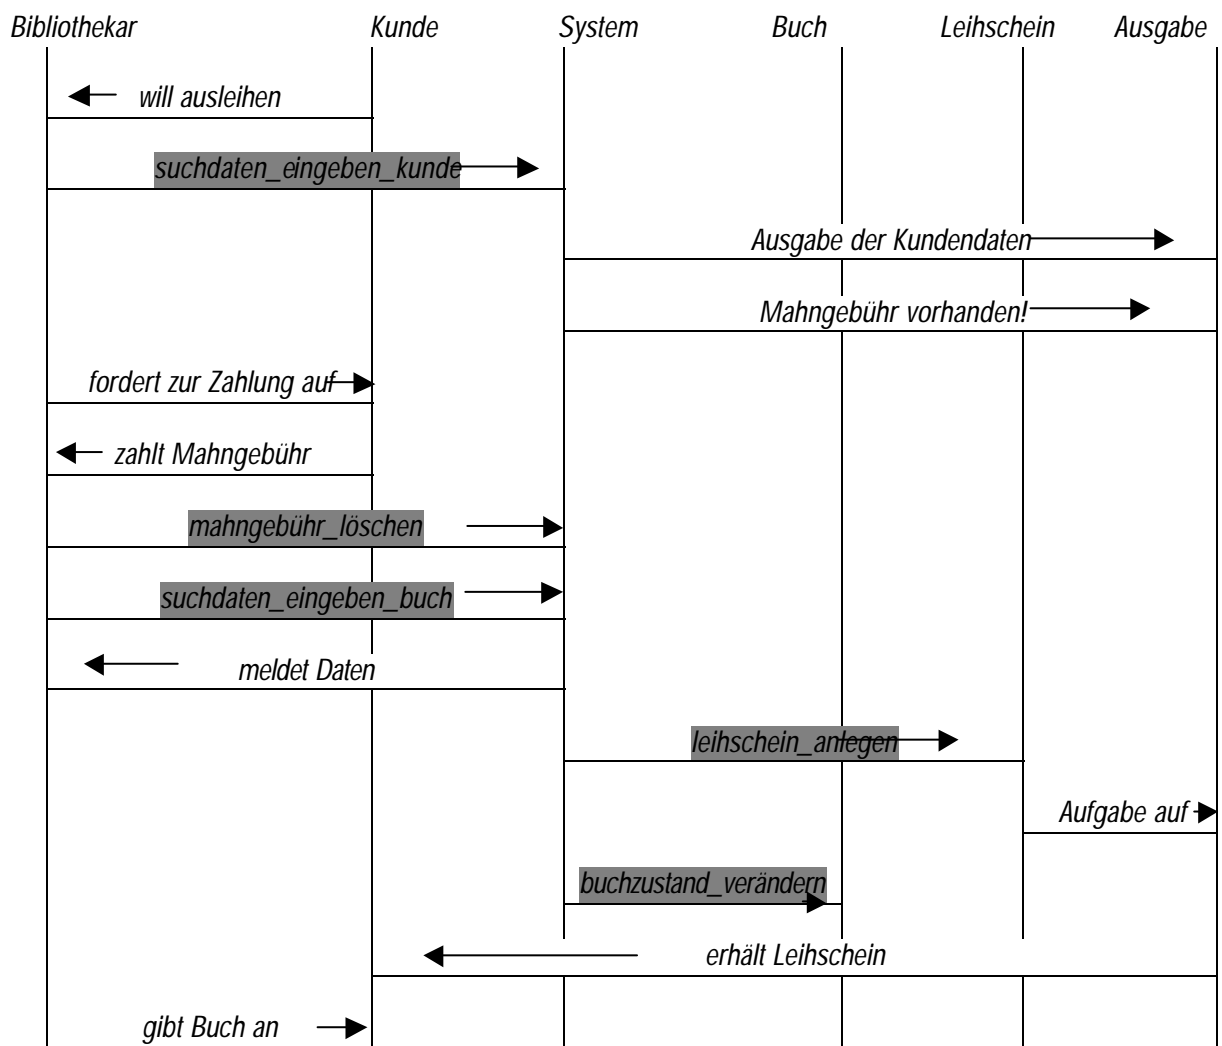 Bibliothekar Kunde System Buch Leihschein Ausgabe
will ausleihen
suchdaten_eingeben_kunde
Ausgabe der Kundendaten
Mahngebühr vorhanden!
fordert zur Zahlung auf
zahlt Mahngebühr
mahngebühr_löschen
suchdaten_eingeben_buch
meldet Daten
leihschein_anlegen
Aufgabe auf
buchzustand_verändern
erhält Leihschein
gibt Buch an